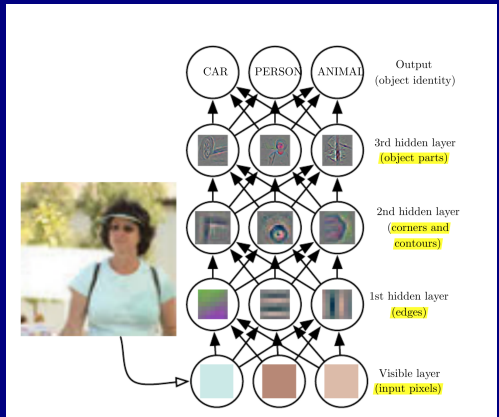 CAR PERSON ANIMAL
Output
(object identity)
3rd hidden layer
(object parts)
2nd hidden layer
(corners and
contours)
1st hidden layer
(edges)
Visible layer
(input pixels)